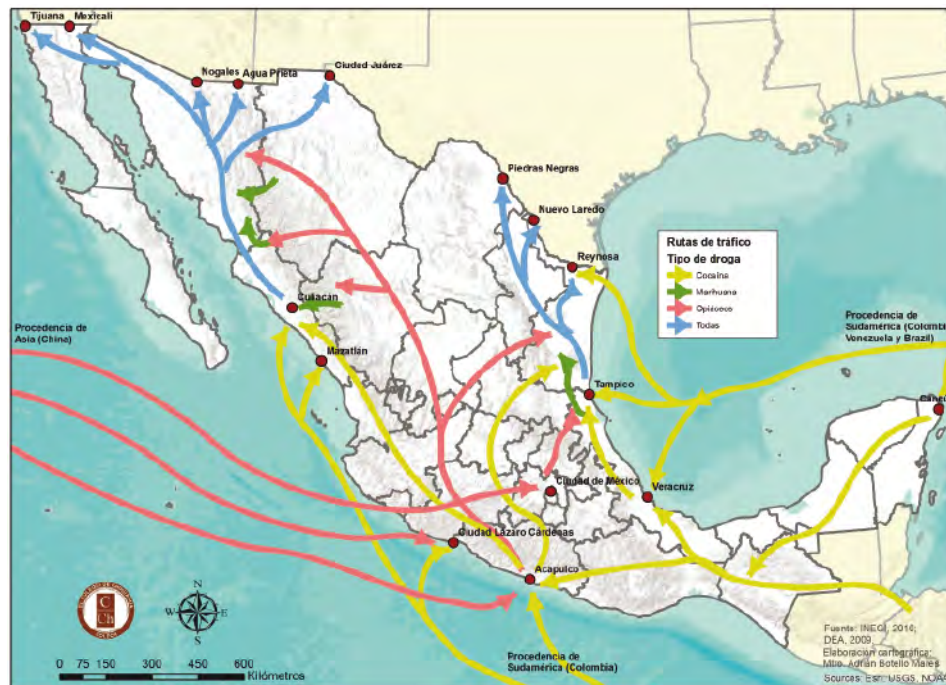 Tijuana
Mexicali
Nogales
Agua Prieta
Ciudad Juárez
Piedras Negras
Nuevo Laredo
Reynosa
Rutas de tráfico
Tipo de droga
Cocaína
Marihuana
Opiáceos
Todas
Culiacán
Procedencia de
Asia (China)
Procedencia de
Sudamérica (Colombia
Venezuela y Brazil)
Mazatlán
Tampico
Cancú
Ciudad de México
Veracruz
Ciudad Lázaro Cárdenas
Acapulco
N
W
E
S
C
Ch
0 75 150 300 450 600
Kilómetros
Procedencia de
Sudamérica (Colombia)
Fuente: INEGI, 2010;
DEA, 2009.
Elaboración cartográfica:
Mtro. Adrián Botello Mares
Sources: Esri, USGS, NOAA